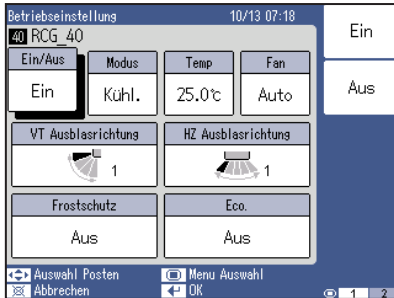 Betriebseinstellung 10/13 07:18
40 RCG_40
Ein/Aus Modus Temp Fan
Ein Kühl. 25.0℃ Auto
VT Ausblasrichtung HZ Ausblasrichtung
1 1
Frostschutz Eco.
Aus Aus
Auswahl Posten Menu Auswahl
Abbrechen OK
Ein
Aus
1 2